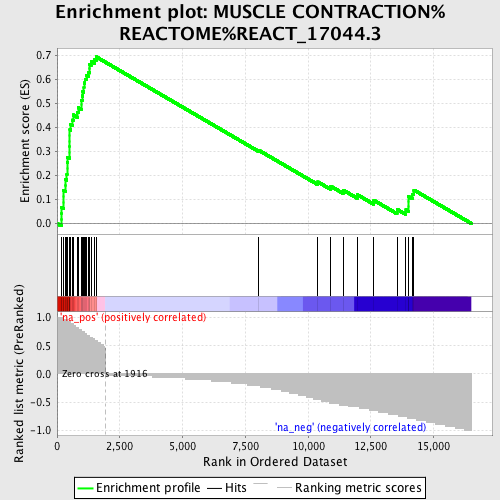 Enrichment plot: MUSCLE CONTRACTION%
REACTOME%REACT_17044.3
Enrichment score (ES)
0.7
0.6
0.5
0.4
0.3
0.2
0.1
0.0
Ranked list metric (PreRanked)
1.0
0.5
0.0
-0.5
-1.0
'na_pos' (positively correlated)
Zero cross at 1916
'na_neg' (negatively correlated)
0
2,500
5,000
7,500
10,000
12,500
15,000
Rank in Ordered Dataset
Enrichment profile
Hits
Ranking metric scores